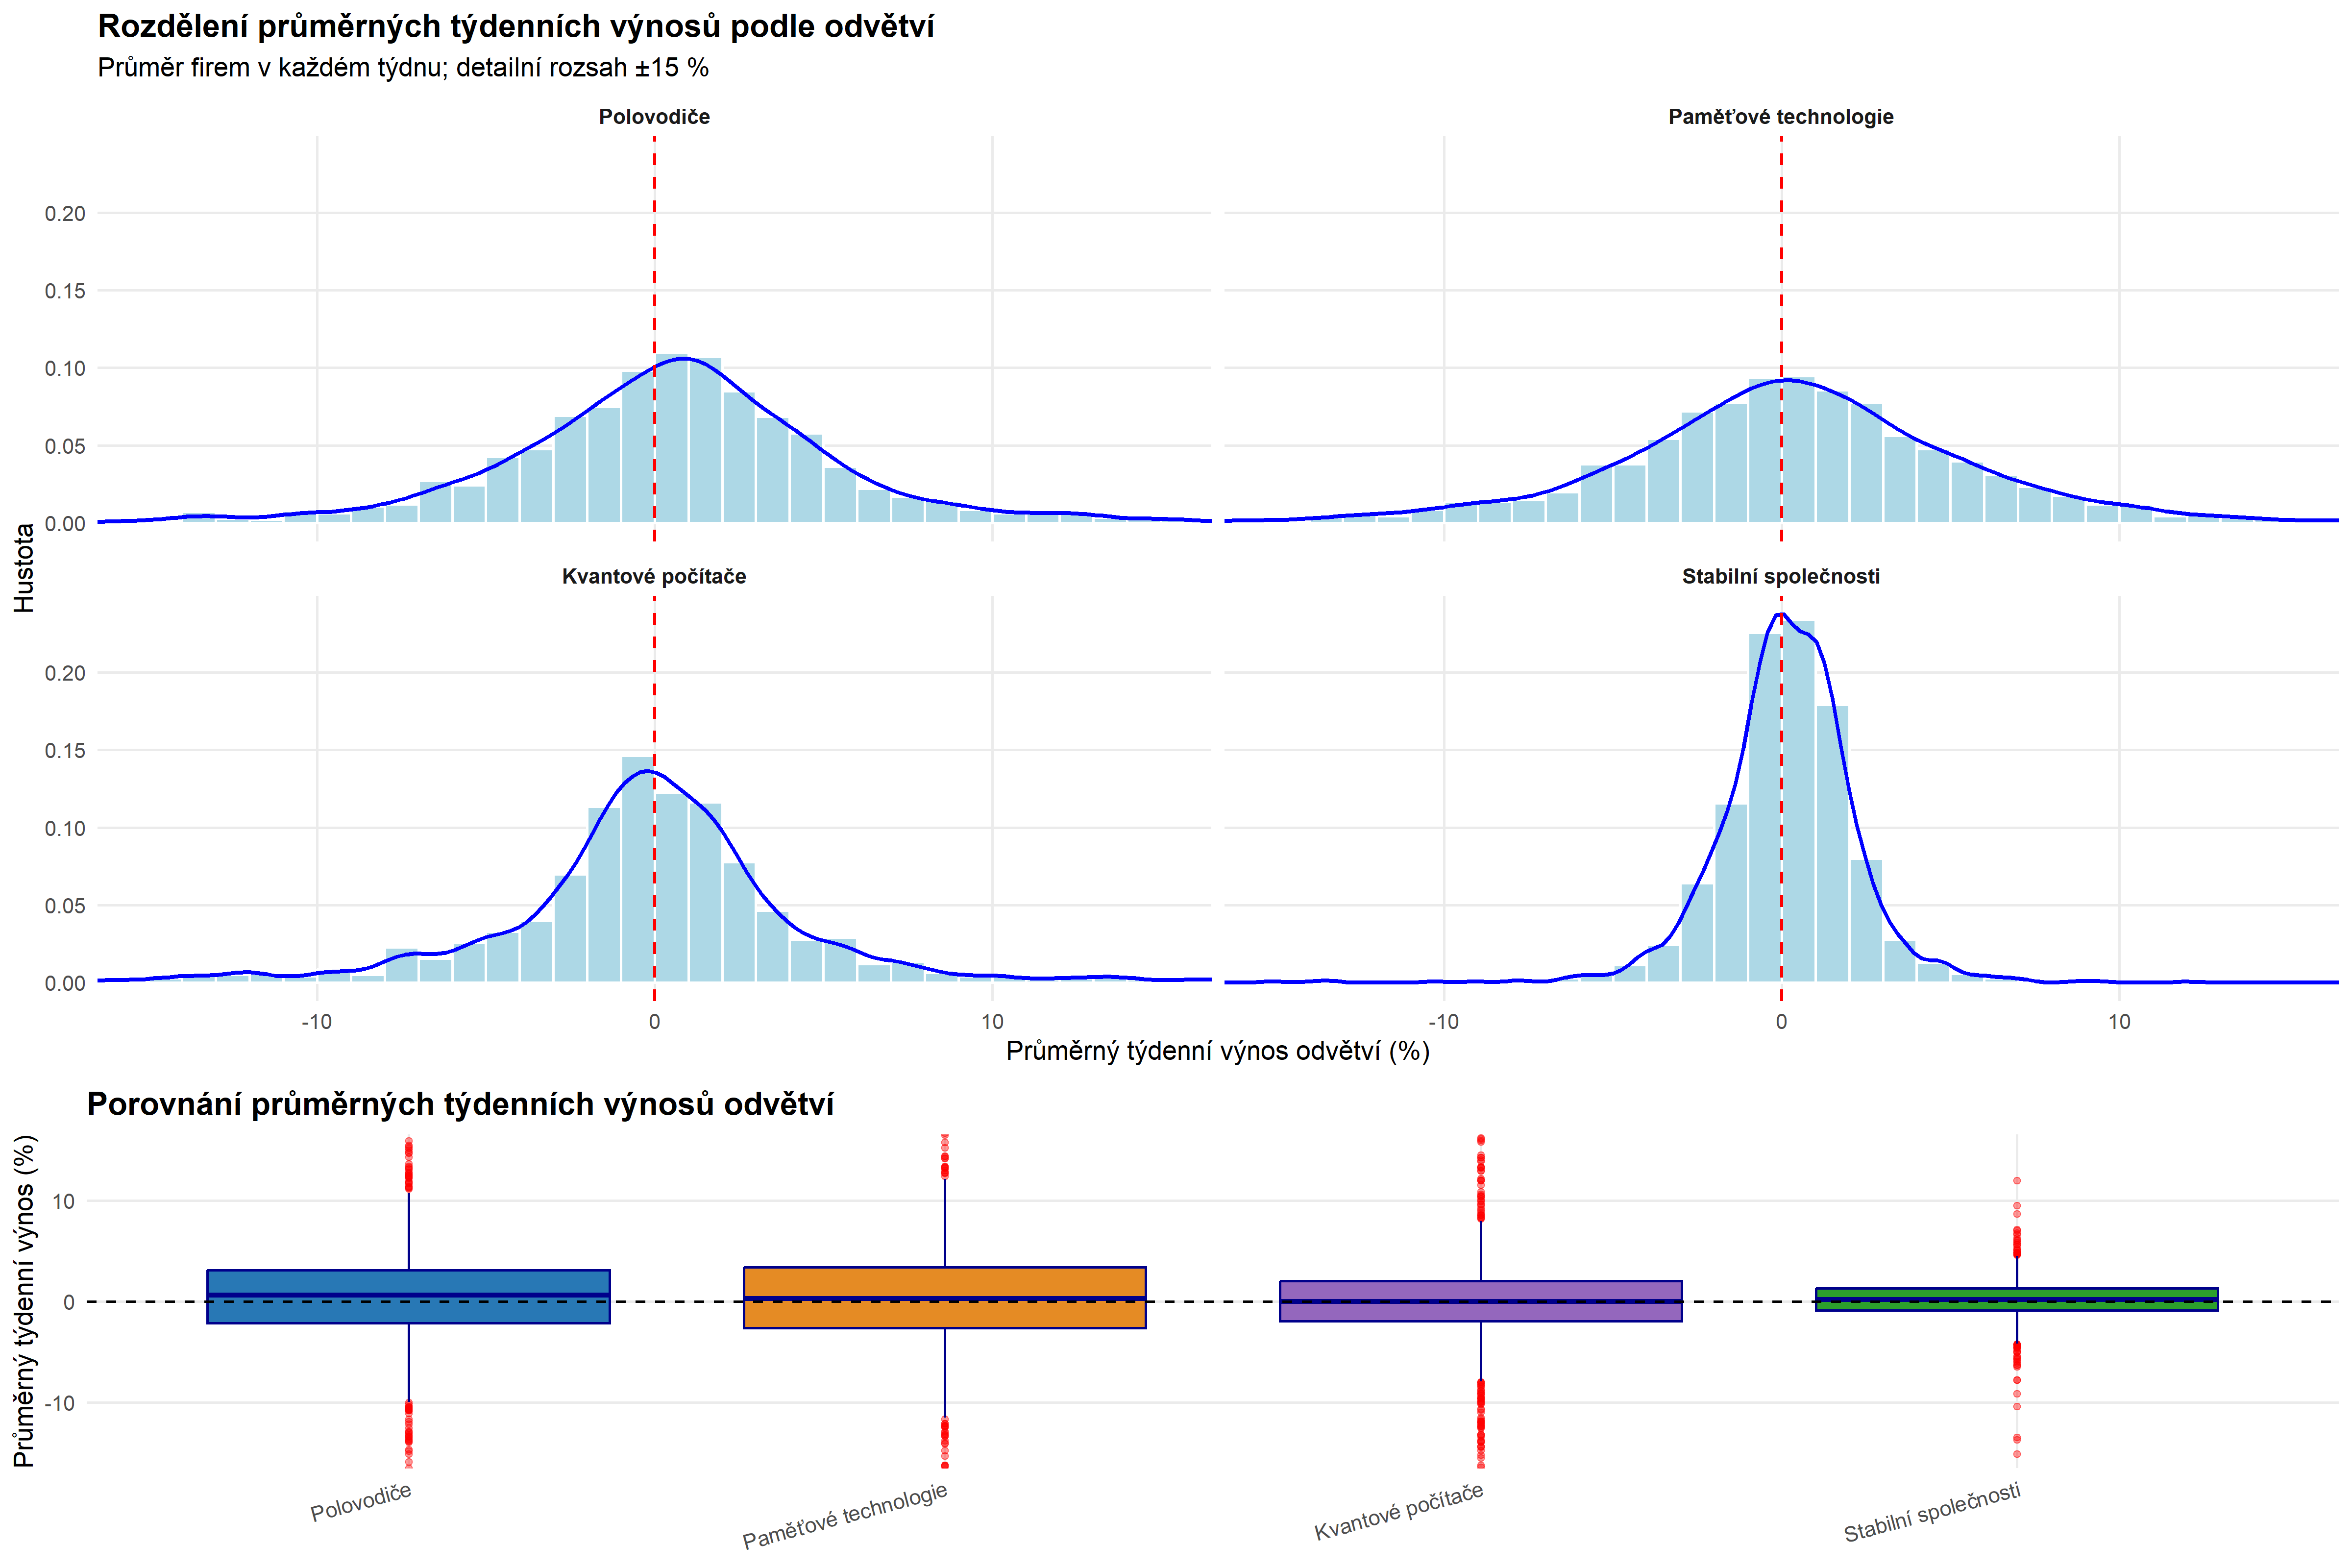 Rozdělení průměrných týdenních výnosů podle odvětví
Průměr firem v každém týdnu; detailní rozsah ±15 %
Polovodiče
Paměťové technologie
0.20
0.15
0.10
0.05
0.00
Hustota
Kvantové počítače
Stabilní společnosti
0.20
0.15
0.10
0.05
0.00
-10
0
10
-10
0
10
Průměrný týdenní výnos odvětví (%)
Porovnání průměrných týdenních výnosů odvětví
Průměrný týdenní výnos (%)
10
0
-10
Polovodiče
Paměťové technologie
Kvantové počítače
Stabilní společnosti